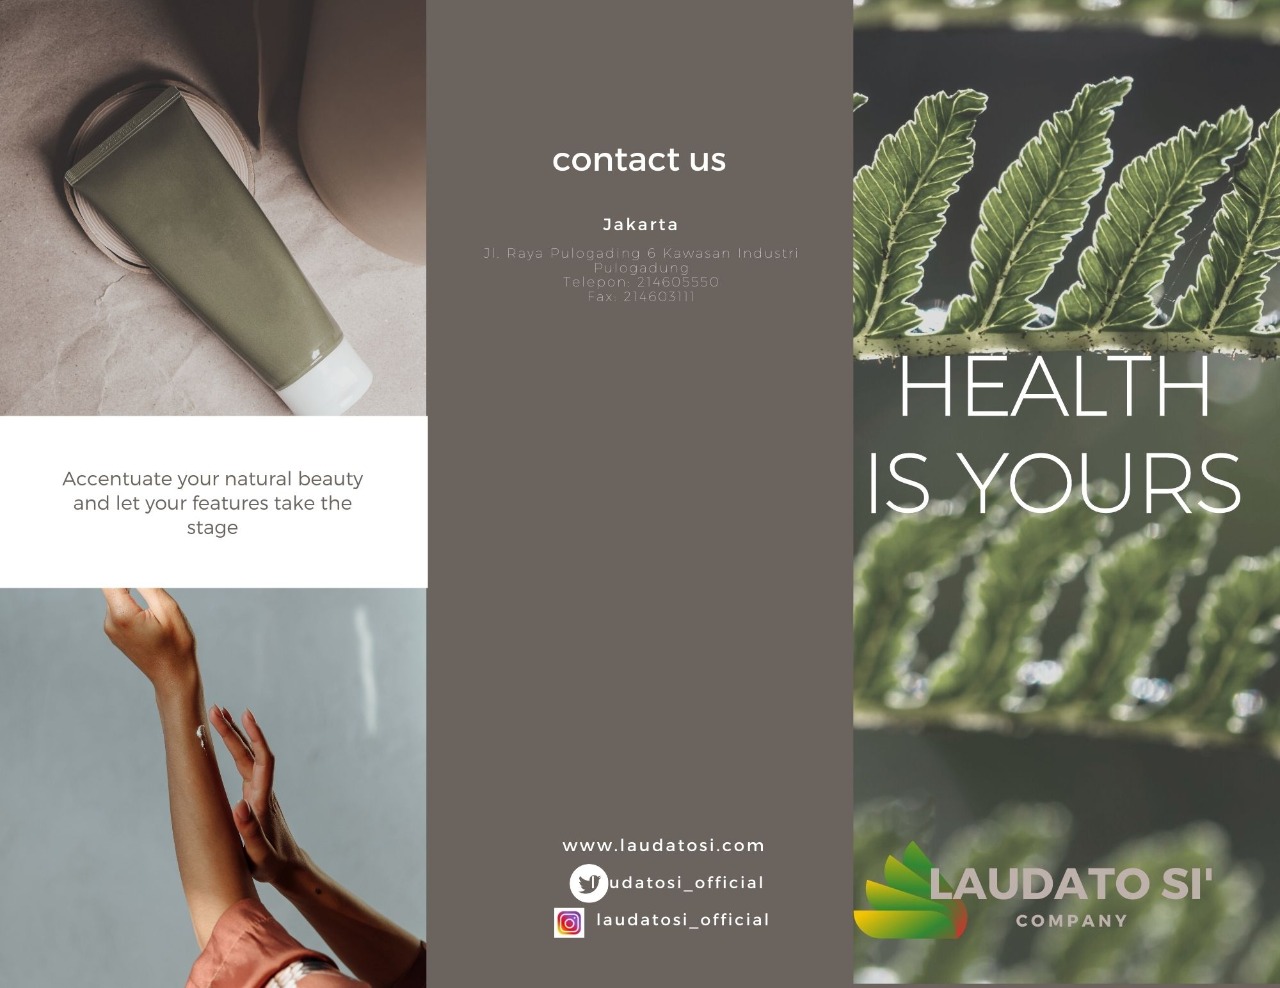 Accentuate your natural beauty
and let your features take the
stage
contact us
Jakarta
Jl. Raya Pulogading 6 Kawasan Industri
Pulogadung
Telepon: 214605550
Fax: 214603111
www.laudatosi.com
udatosi_official
laudatosi_official
HEALTH
IS YOURS
LAUDATO SI'
COMPANY